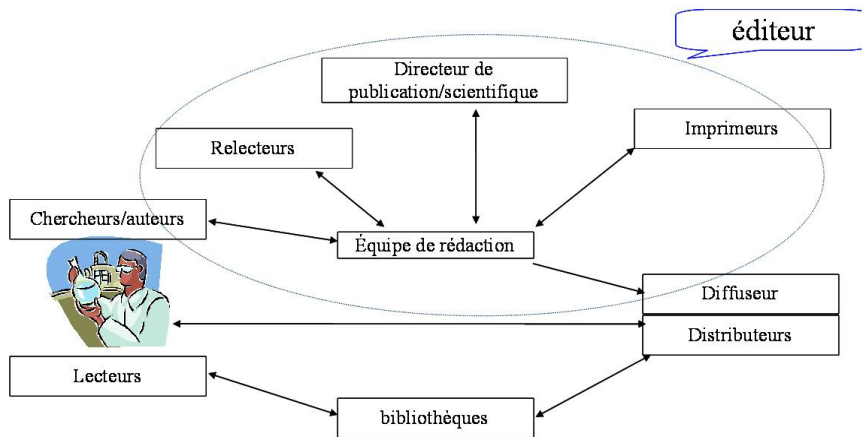 éditeur
Directeur de
publication/scientifique
Imprimeurs
Relecteurs
Chercheurs/auteurs
Équipe de rédaction
Diffuseur
Distributeurs
Lecteurs
bibliothèques